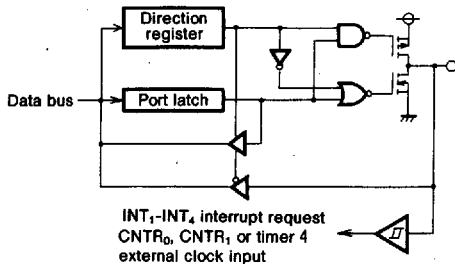 Direction
register
Data bus
Port latch
INT₁-INT₄ interrupt request
CNTR₀, CNTR₁ or timer 4
external clock input